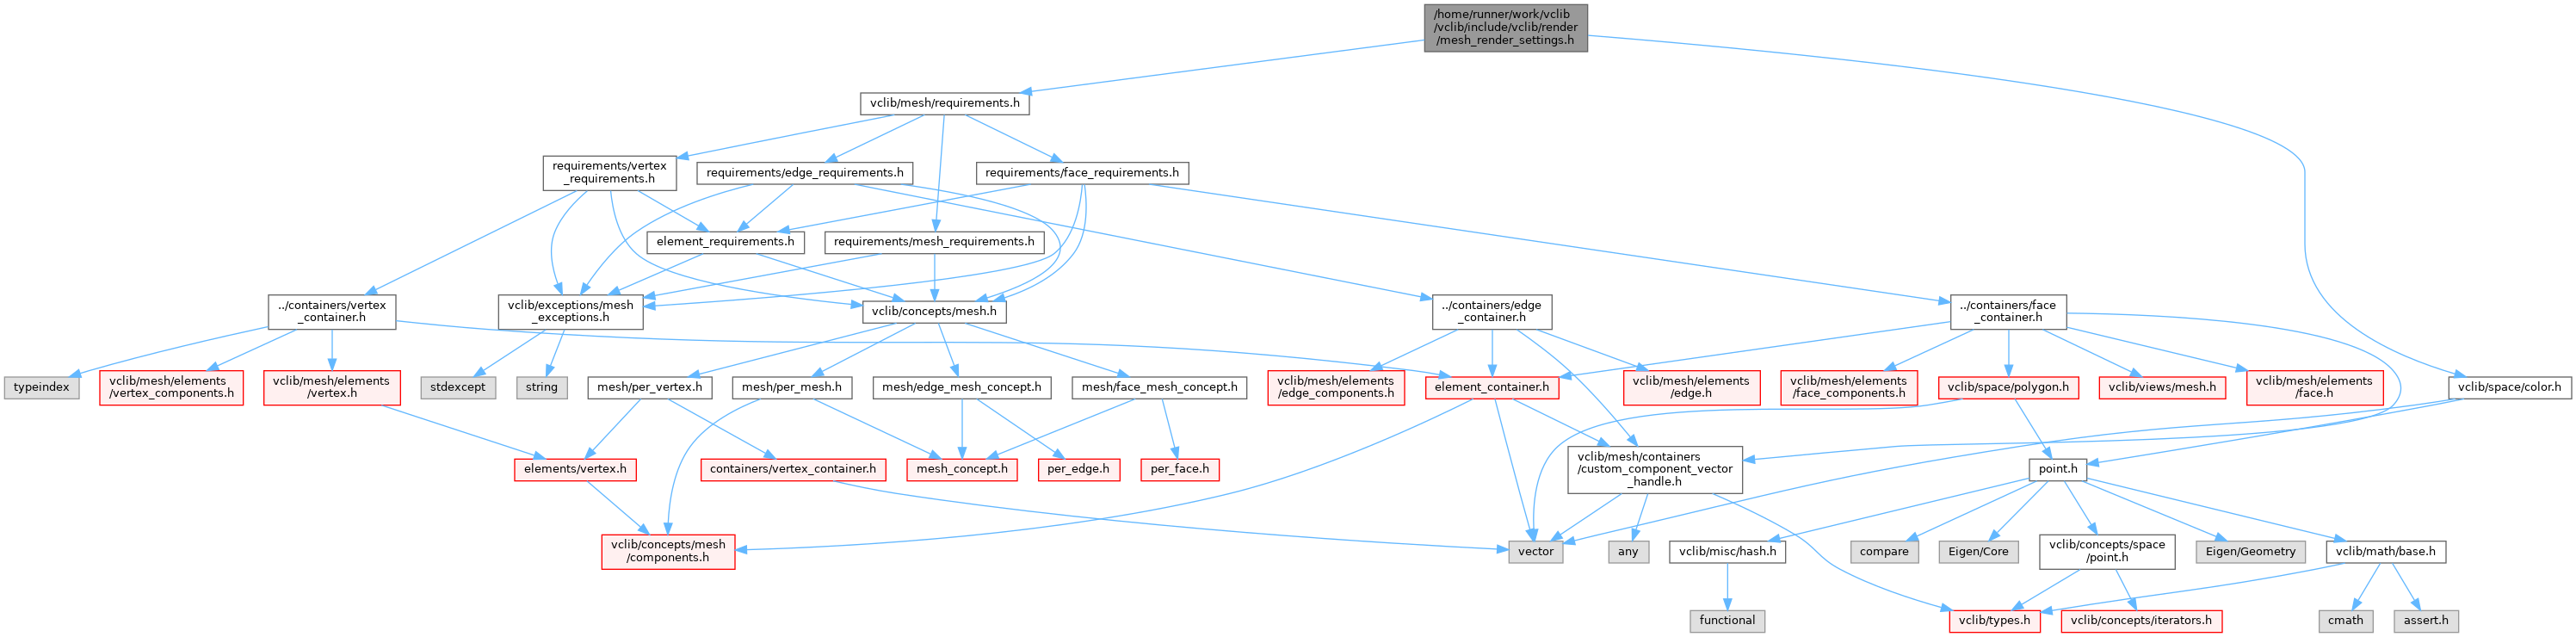 /home/runner/work/vclib
/vclib/include/vclib/render
/mesh_render_settings.h
vclib/mesh/requirements.h
requirements/vertex
_requirements.h
requirements/edge_requirements.h
requirements/face_requirements.h
element_requirements.h
requirements/mesh_requirements.h
../containers/vertex
_container.h
vclib/exceptions/mesh
_exceptions.h
vclib/concepts/mesh.h
../containers/edge
_container.h
../containers/face
_container.h
typeindex
vclib/mesh/elements
/vertex_components.h
vclib/mesh/elements
/vertex.h
stdexcept
string
mesh/per_vertex.h
mesh/per_mesh.h
mesh/edge_mesh_concept.h
mesh/face_mesh_concept.h
vclib/mesh/elements
/edge_components.h
element_container.h
vclib/mesh/elements
/edge.h
vclib/mesh/elements
/face_components.h
vclib/space/polygon.h
vclib/views/mesh.h
vclib/mesh/elements
/face.h
vclib/space/color.h
elements/vertex.h
containers/vertex_container.h
mesh_concept.h
per_edge.h
per_face.h
vclib/mesh/containers
/custom_component_vector
_handle.h
point.h
vclib/concepts/mesh
/components.h
vector
any
vclib/misc/hash.h
compare
Eigen/Core
vclib/concepts/space
/point.h
Eigen/Geometry
vclib/math/base.h
functional
vclib/types.h
vclib/concepts/iterators.h
cmath
assert.h